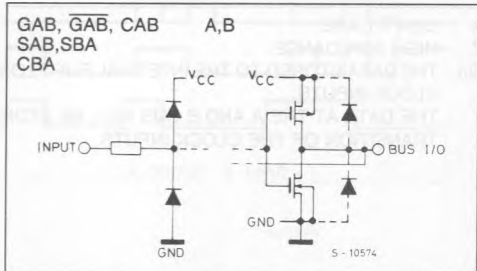 GAB, GAB, CAB A,B
SAB,SBA
CBA
VCC VCC
INPUT
BUS I/O
GND
GND
S-10574